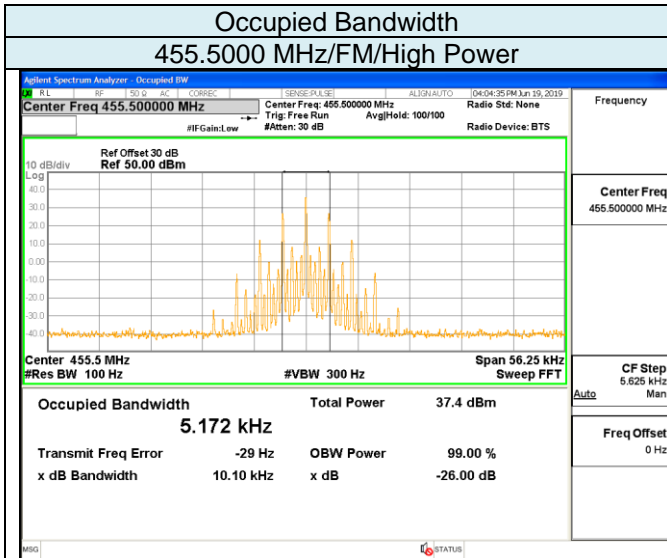 Occupied Bandwidth
455.5000 MHz/FM/High Power
Agilent Spectrum Analyzer - Occupied BW
RL RF 50 Ω AC CORREC SENSE:PULSE ALIGNAUTO 04:04:35 PM Jun 19, 2019
Center Freq 455.500000 MHz
Center Freq: 455.500000 MHz Radio Std: None
Trig: Free Run Avg|Hold: 100/100
#IFGain:Low #Atten: 30 dB Radio Device: BTS
Frequency
Ref Offset 30 dB
10 dB/div Ref 50.00 dBm
Log
40.0
30.0
20.0
10.0
0.00
-10.0
-20.0
-30.0
-40.0
Center 455.5 MHz Span 56.25 kHz
#Res BW 100 Hz #VBW 300 Hz Sweep FFT
Center Freq
455.500000 MHz
CF Step
5.625 kHz
Auto Man
Freq Offset
0 Hz
Occupied Bandwidth Total Power 37.4 dBm
5.172 kHz
Transmit Freq Error -29 Hz OBW Power 99.00 %
x dB Bandwidth 10.10 kHz x dB -26.00 dB
MSG STATUS